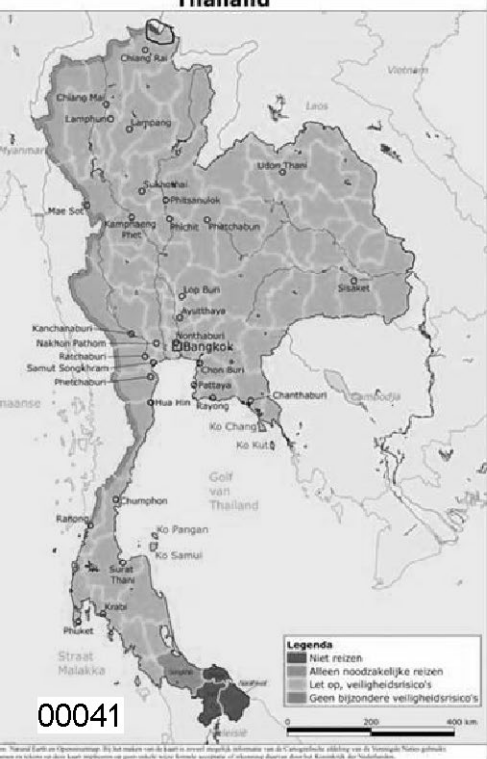 Thailand
Chiang Rai
Vietnam
Laos
Chiang Mai
Lamphun
Lampang
Myanmar
Udon Thani
Sukhothai
Mae Sot
Phitsanulok
Kamphaeng Phet
Phichit
Phetchabun
Lop Buri
Sisaket
Ayutthaya
Kanchanaburi
Nonthaburi
Nakhon Pathom
Bangkok
Ratchaburi
Samut Songkhram
Chon Buri
Phetchaburi
Pattaya
Chanthaburi
Cambodja
Hua Hin
Rayong
Ko Chang
Ko Kut
Golf
van
Thailand
Chumphon
Ranong
Ko Pangan
Ko Samui
Surat
Thani
Krabi
Phuket
Straat
Malakka
Songkhla
Legenda
Niet reizen
Alleen noodzakelijke reizen
Let op, veiligheidsrisico's
Geen bijzondere veiligheidsrisico's
0 200 400 km
00041